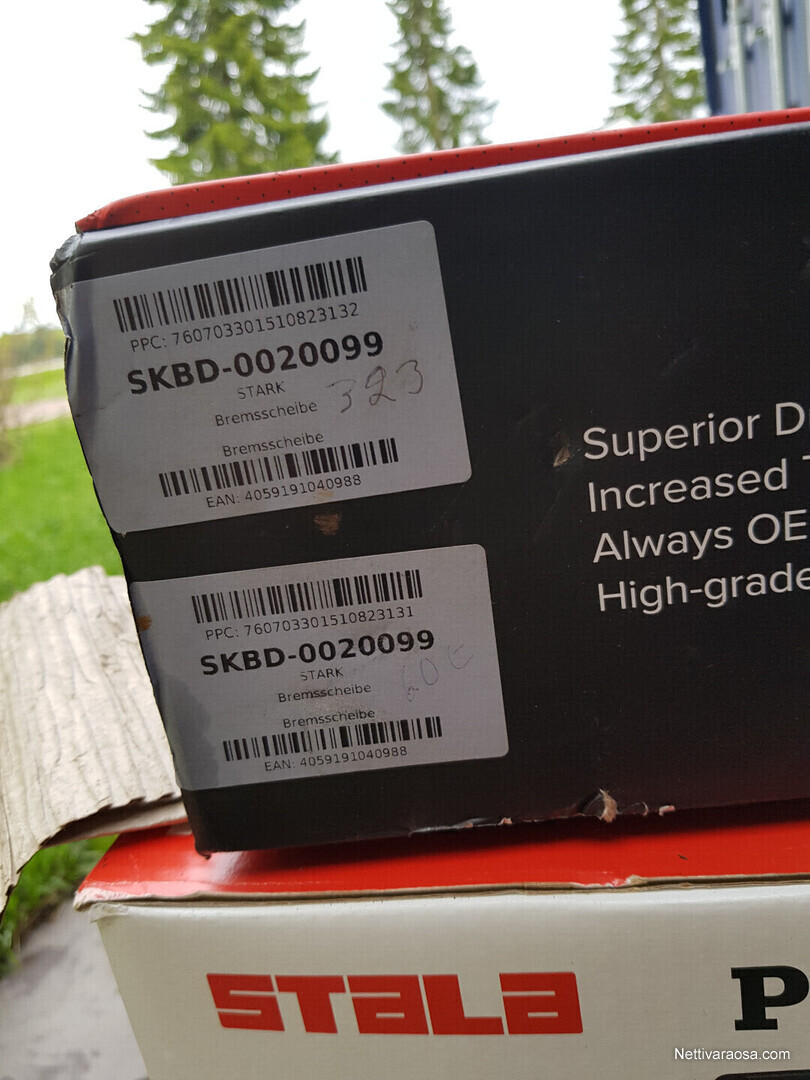 PPC: 760703301510823132
SKBD-0020099
STARK
323
Bremsscheibe
Bremsscheibe
EAN: 4059191040988
PPC: 760703301510823131
SKBD-0020099
STARK
Bremsscheibe
Bremsscheibe
EAN: 4059191040988
Superior
Increased
Always OE
High-grade
STALA
P
Nettivaraosa.com